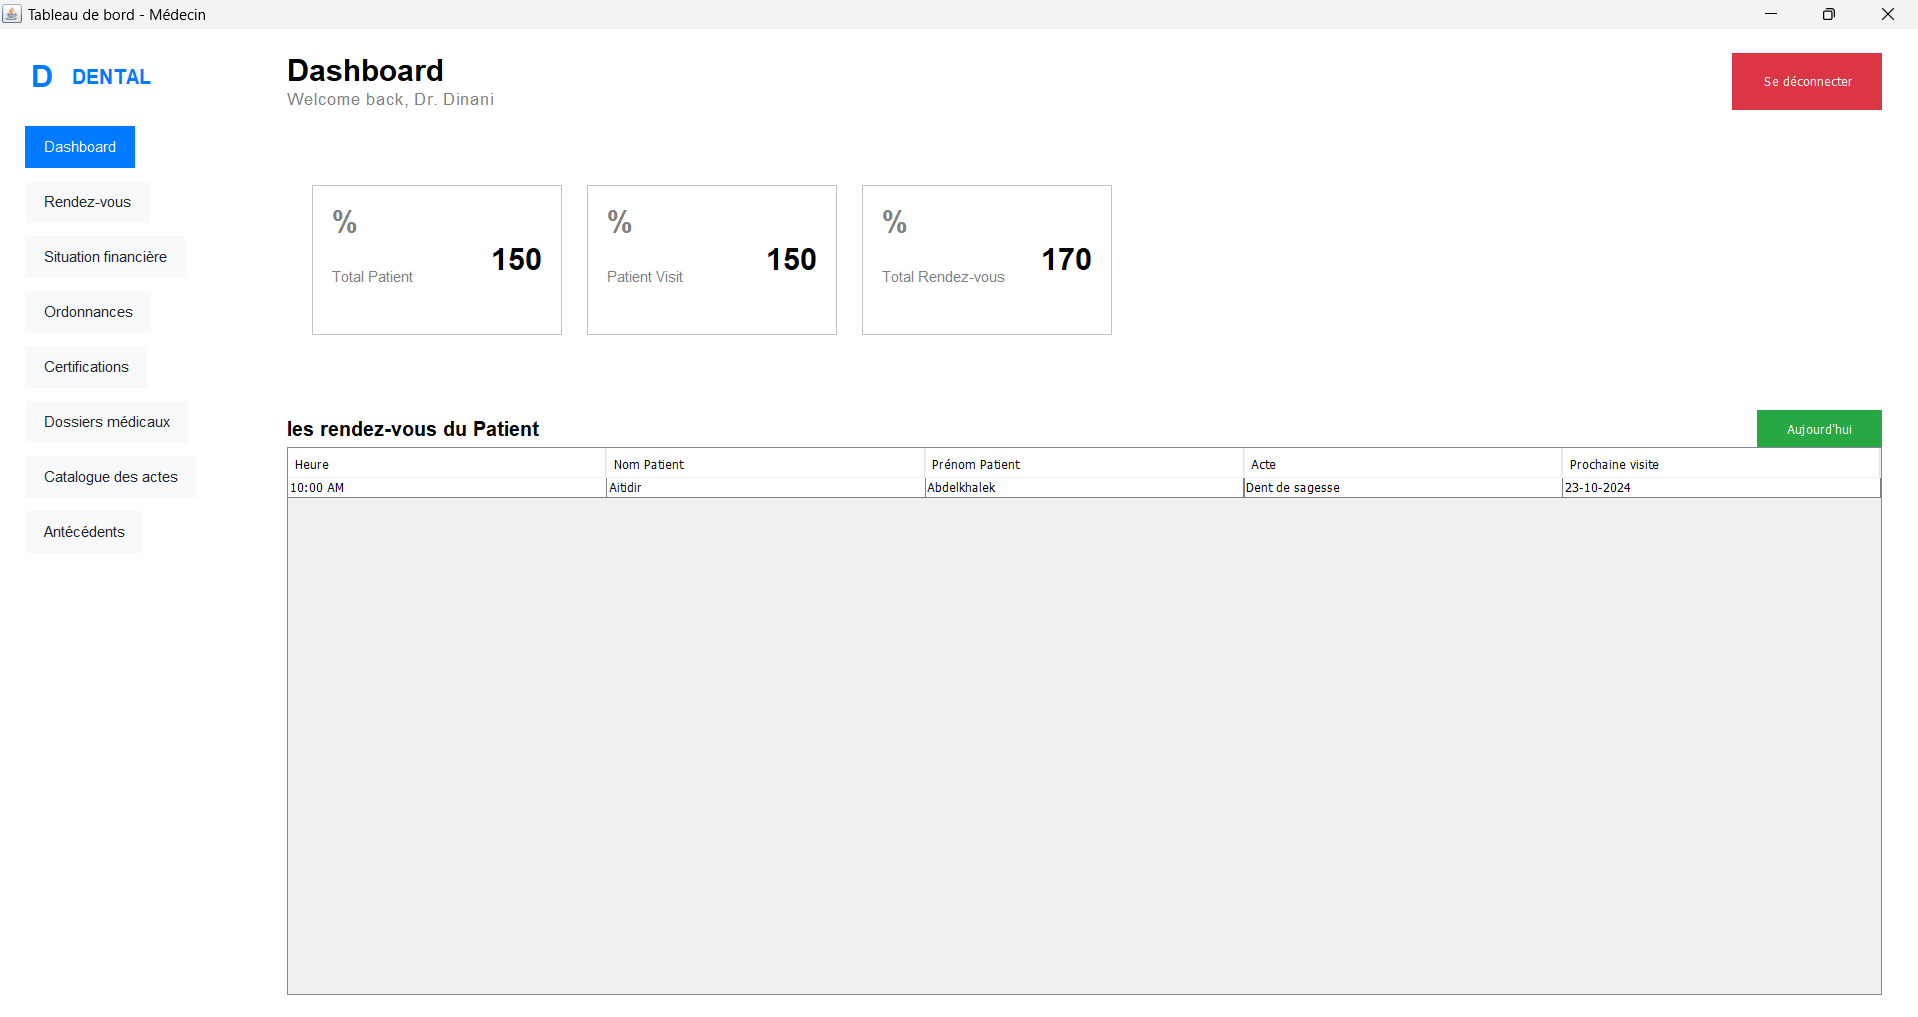 Tableau de bord - Médecin
D DENTAL
Dashboard
Rendez-vous
Situation financière
Ordonnances
Certifications
Dossiers médicaux
Catalogue des actes
Antécédents
Dashboard
Welcome back, Dr. Dinani
Se déconnecter
%
150
Total Patient
%
150
Patient Visit
%
170
Total Rendez-vous
les rendez-vous du Patient
Aujourd'hui
Heure Nom Patient Prénom Patient Acte Prochaine visite
10:00 AM Aitidir Abdelkhalek Dent de sagesse 23-10-2024